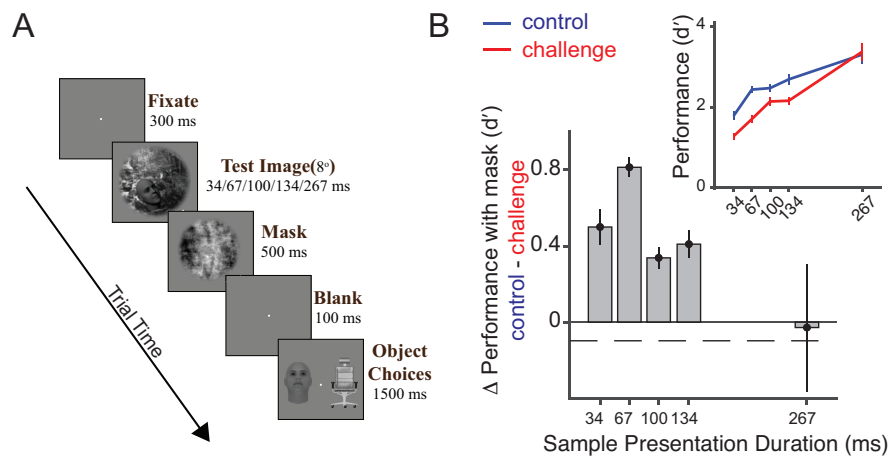 A
Fixate
300 ms
Test Image(8°)
34/67/100/134/267 ms
Mask
500 ms
Blank
100 ms
Object
Choices
1500 ms
Trial Time
B
control
challenge
Performance (d′)
4
2
0
34
67
100
134
267
Δ Performance with mask (d′)
control - challenge
0.8
0.4
0
34
67
100
134
267
Sample Presentation Duration (ms)